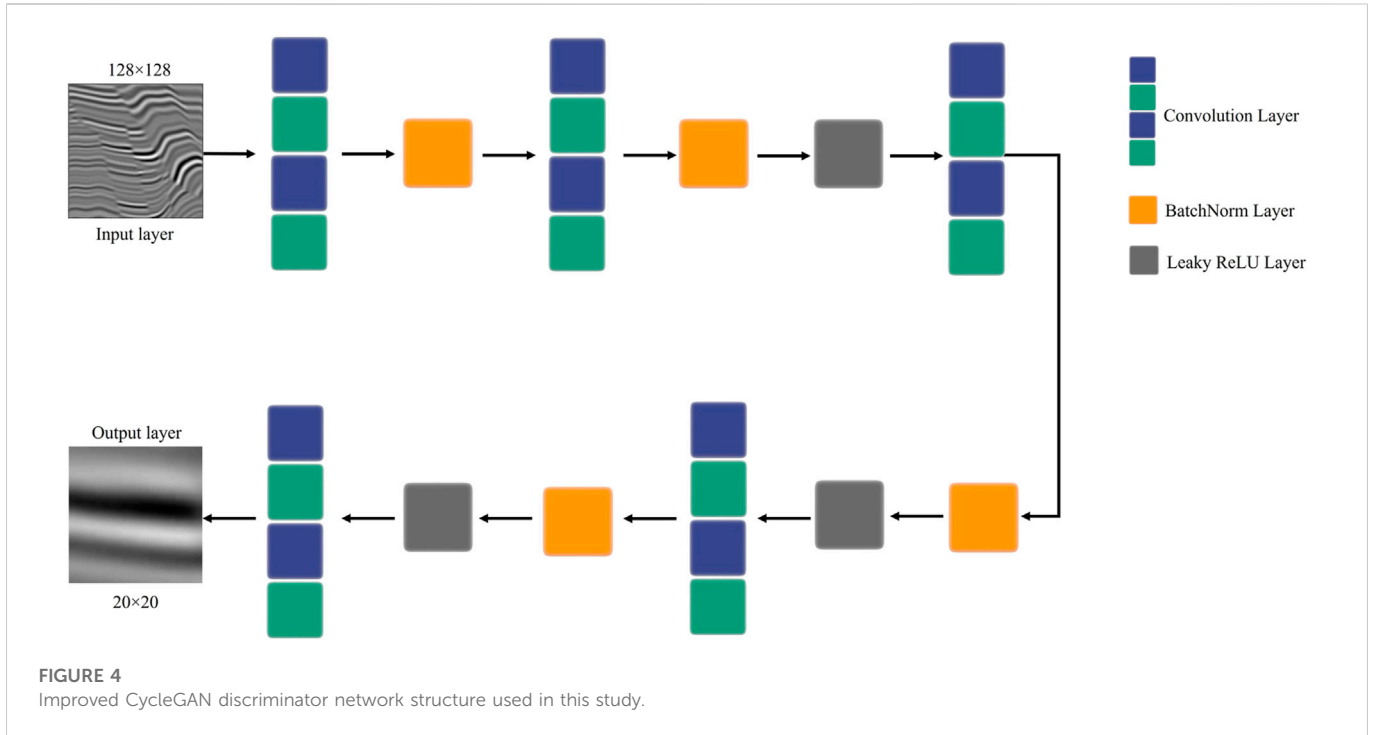 128×128
Input layer
Convolution Layer
BatchNorm Layer
Leaky ReLU Layer
Output layer
20×20
FIGURE 4
Improved CycleGAN discriminator network structure used in this study.